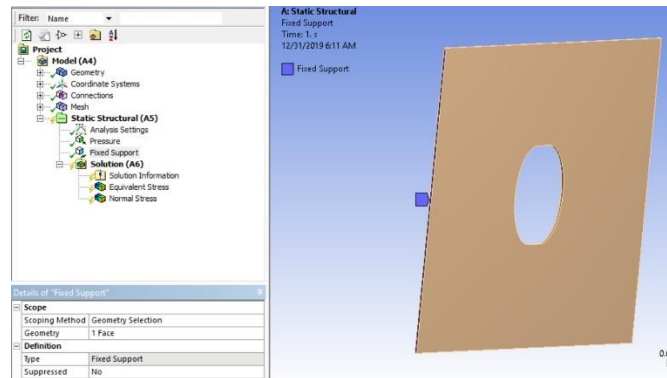 Filter: Name
Project
Model (A4)
Geometry
Coordinate Systems
Connections
Mesh
Static Structural (A5)
Analysis Settings
Pressure
Fixed Support
Solution (A6)
Solution Information
Equivalent Stress
Normal Stress
Details of "Fixed Support"
Scope
Scoping Method Geometry Selection
Geometry 1 Face
Definition
Type Fixed Support
Suppressed No
A: Static Structural
Fixed Support
Time: 1. s
12/31/2019 6:11 AM
Fixed Support